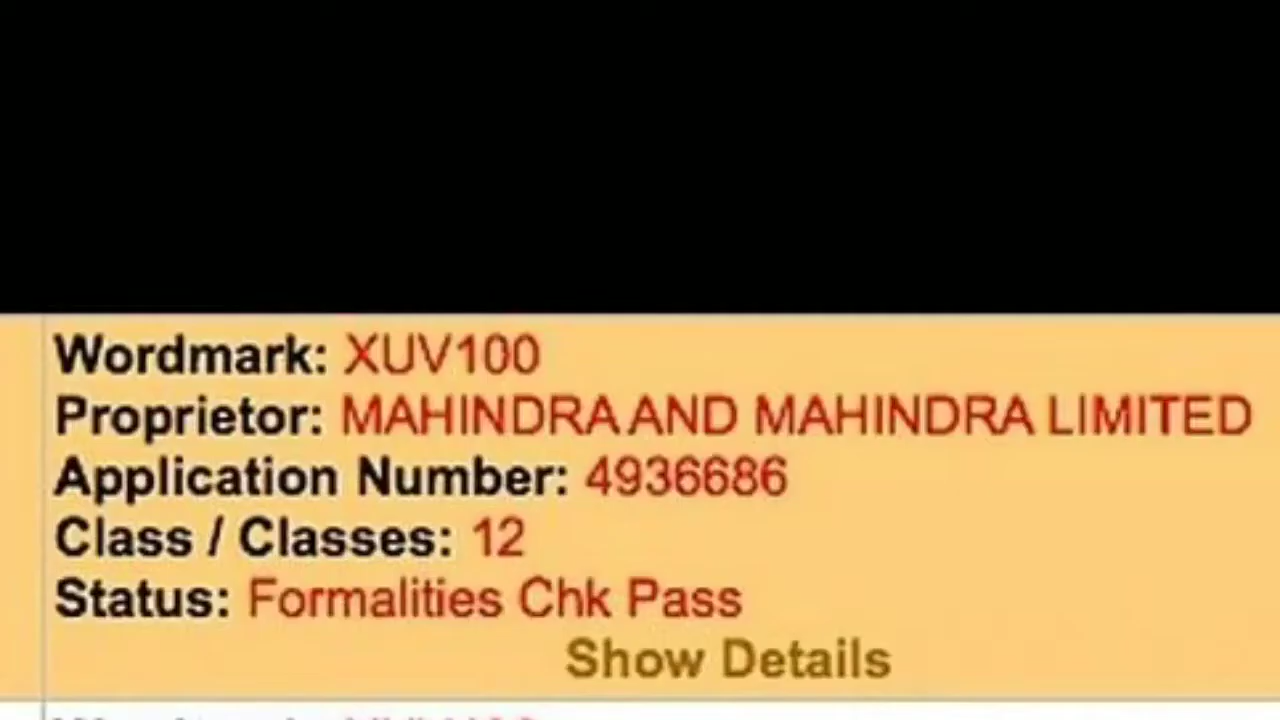 Wordmark: XUV100
Proprietor: MAHINDRA AND MAHINDRA LIMITED
Application Number: 4936686
Class / Classes: 12
Status: Formalities Chk Pass
Show Details